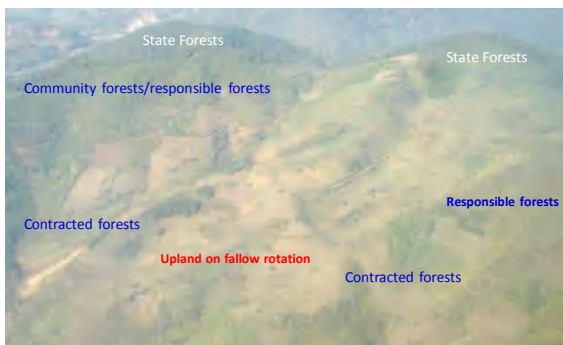 State Forests
State Forests
Community forests/responsible forests
Responsible forests
Contracted forests
Upland on fallow rotation
Contracted forests